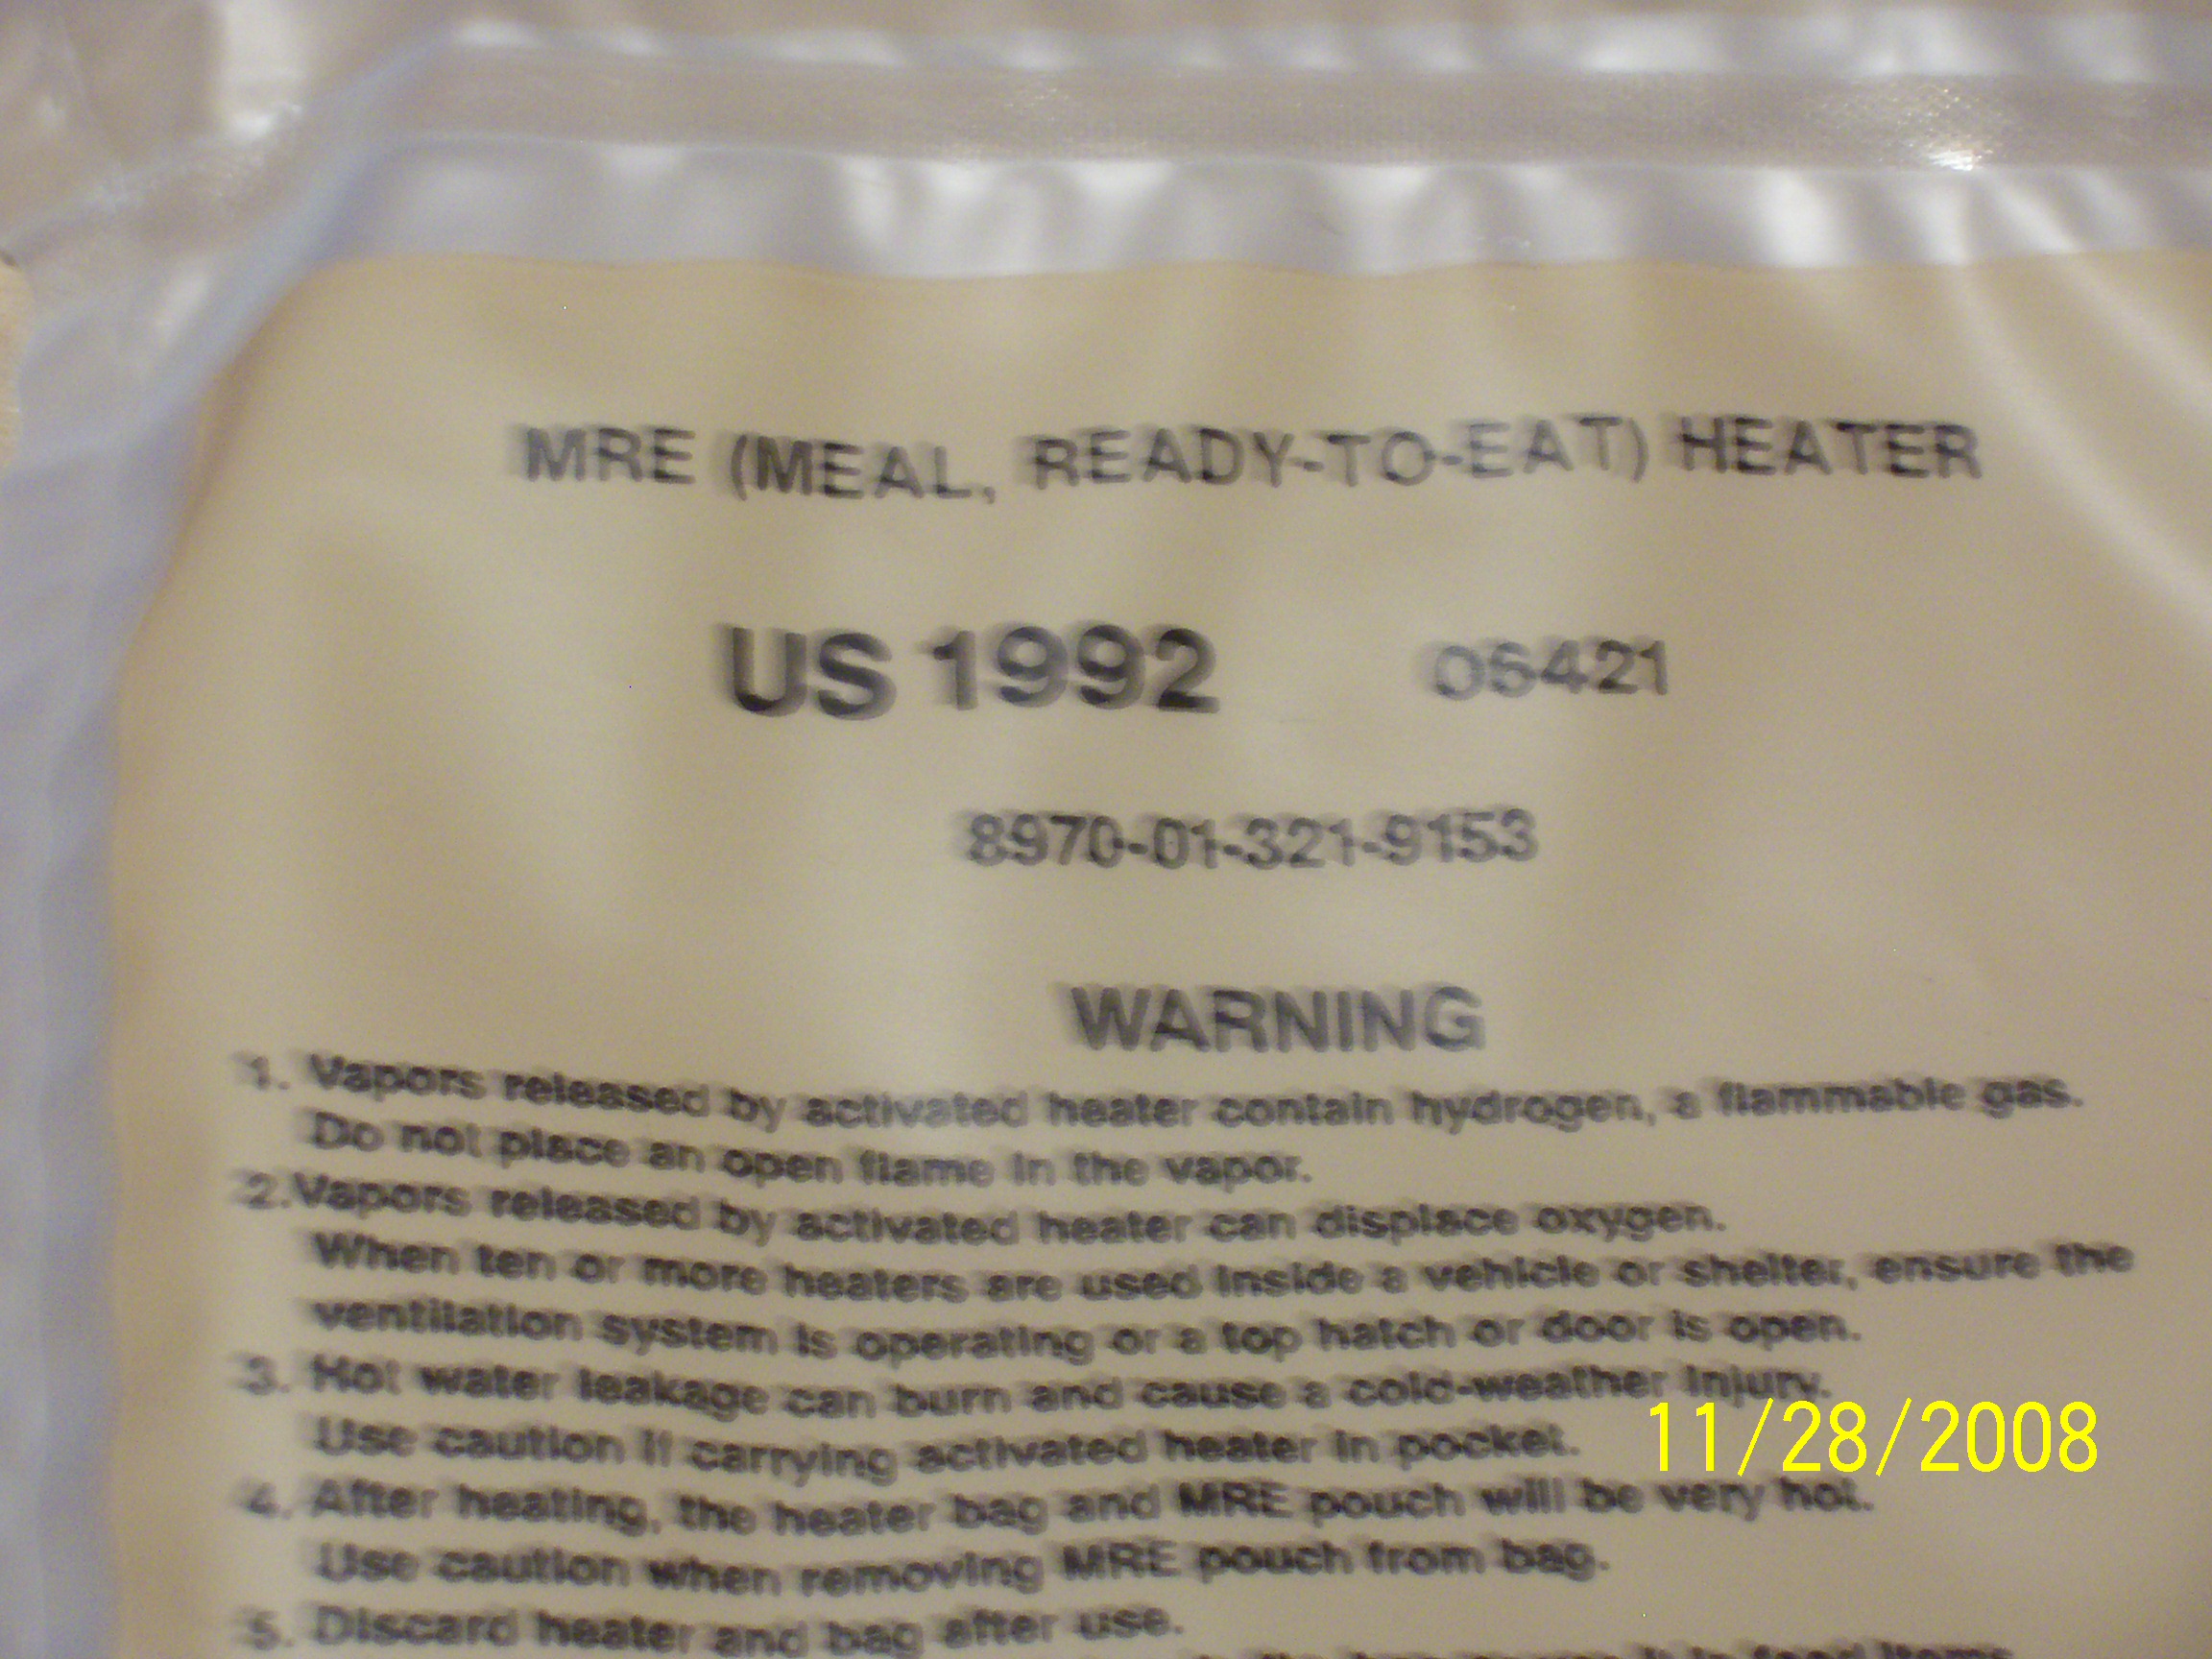 MRE (MEAL, READY-TO-EAT) HEATER
US 1992 06421
8970-01-321-9153
WARNING
1. Vapors released by activated heater contain hydrogen, a flammable gas.
Do not place an open flame in the vapor.
2. Vapors released by activated heater can displace oxygen.
When ten or more heaters are used inside a vehicle or shelter, ensure the
ventilation system is operating or a top hatch or door is open.
3. Hot water leakage can burn and cause a cold-weather injury.
Use caution if carrying activated heater in pocket.
11/28/2008
4. After heating, the heater bag and MRE pouch will be very hot.
Use caution when removing MRE pouch from bag.
5. Discard heater and bag after use.
food items